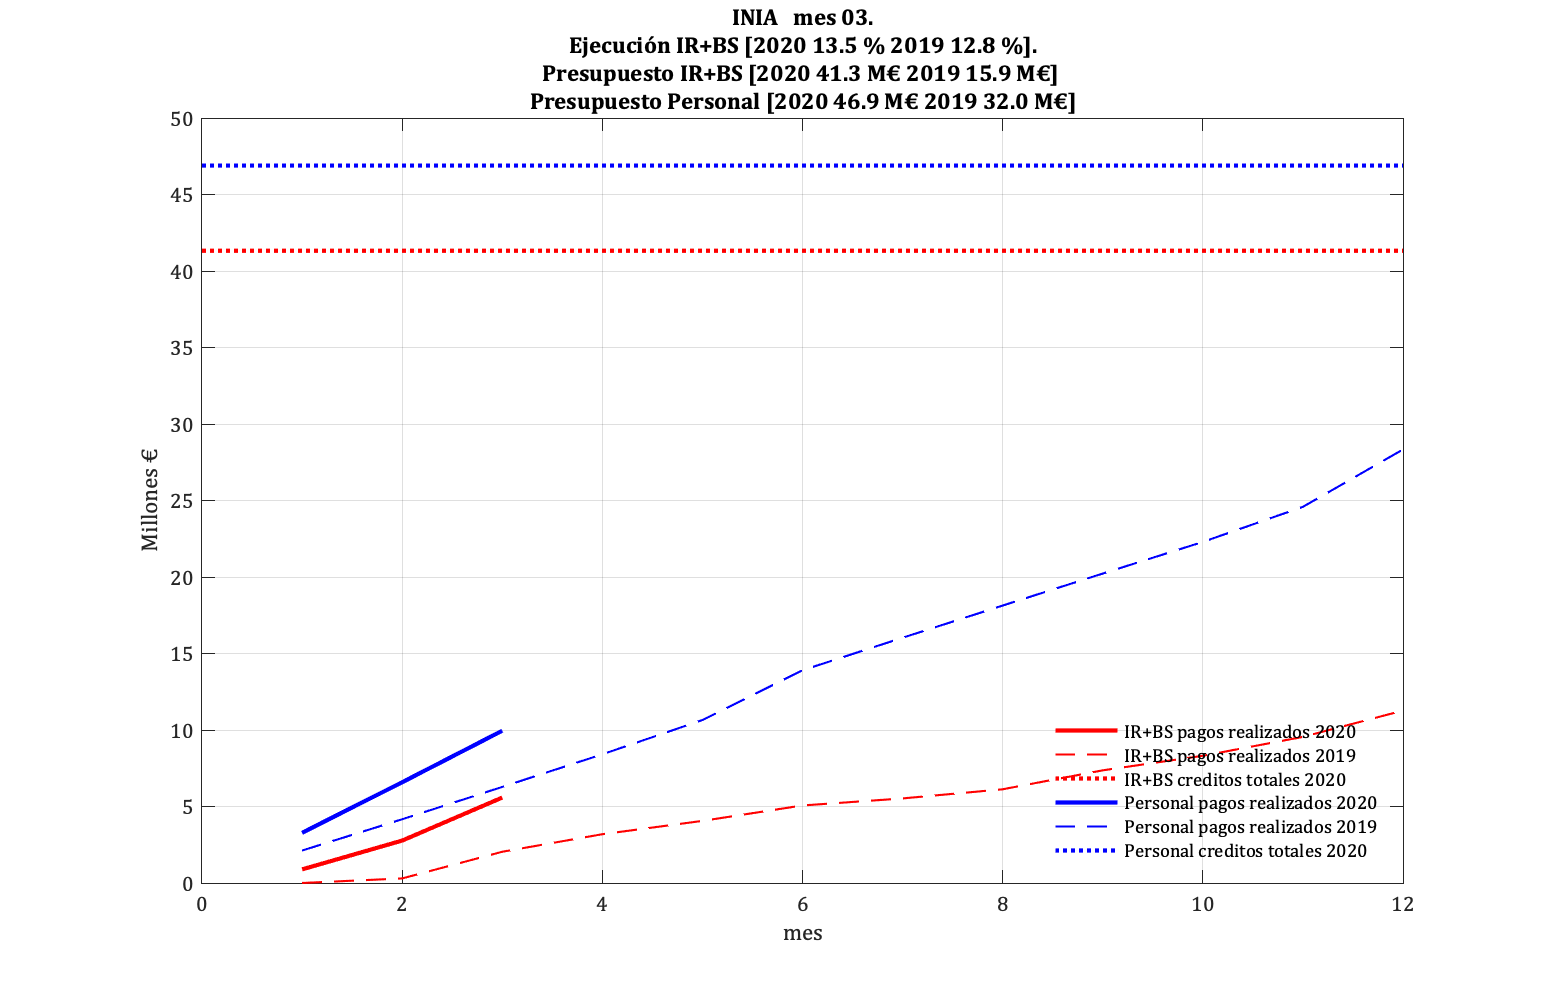 INIA mes 03.
Ejecución IR+BS [2020 13.5 % 2019 12.8 %].
Presupuesto IR+BS [2020 41.3 M€ 2019 15.9 M€]
Presupuesto Personal [2020 46.9 M€ 2019 32.0 M€]
50
45
40
35
30
25
20
15
10
5
0
Millones €
IR+BS pagos realizados 2020
IR+BS pagos realizados 2019
IR+BS creditos totales 2020
Personal pagos realizados 2020
Personal pagos realizados 2019
Personal creditos totales 2020
0 2 4 6 8 10 12
mes